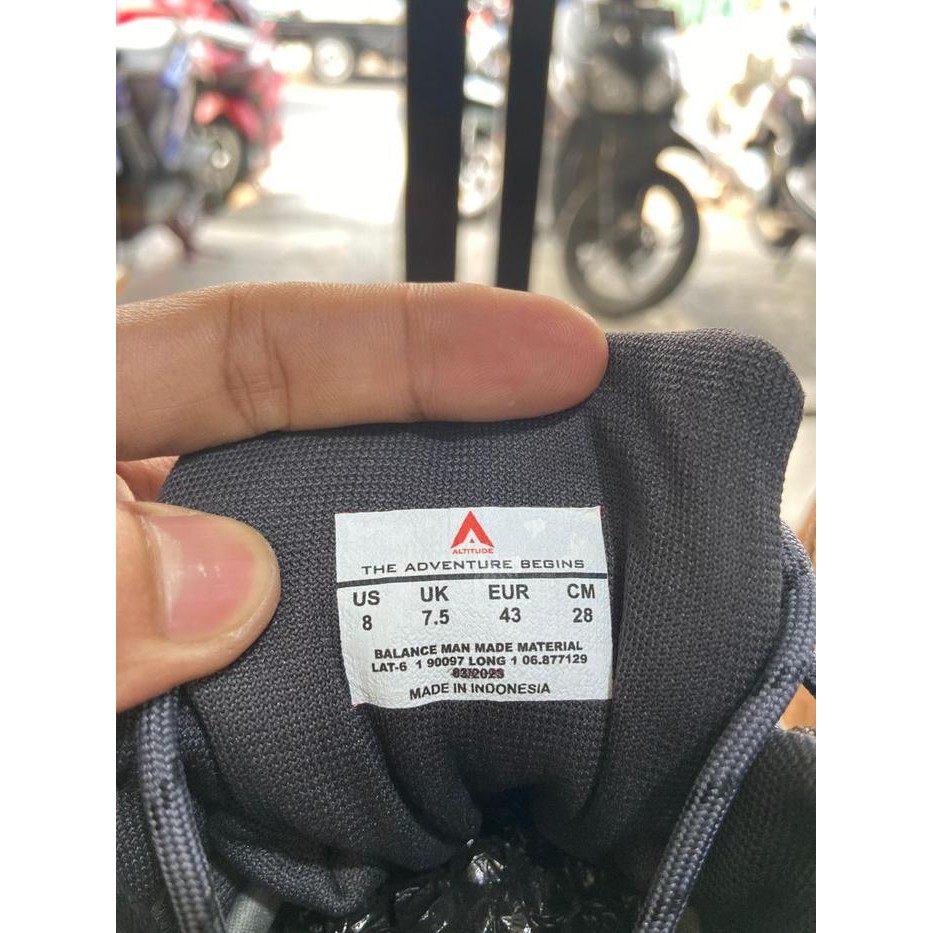 ALTITUDE
THE ADVENTURE BEGINS
US UK EUR CM
8 7.5 43 28
BALANCE MAN MADE MATERIAL
LAT-6 1 90097 LONG 1 06.877129
MADE IN INDONESIA